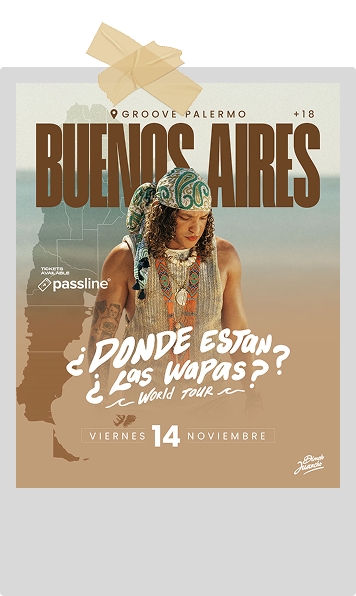 GROOVE PALERMO
+18
BUENOS AIRES
TICKETS
AVAILABLE
passline
¿DONDE ESTAN?
¿Las WAPAS?
WORLD TOUR
VIERNES 14 NOVIEMBRE